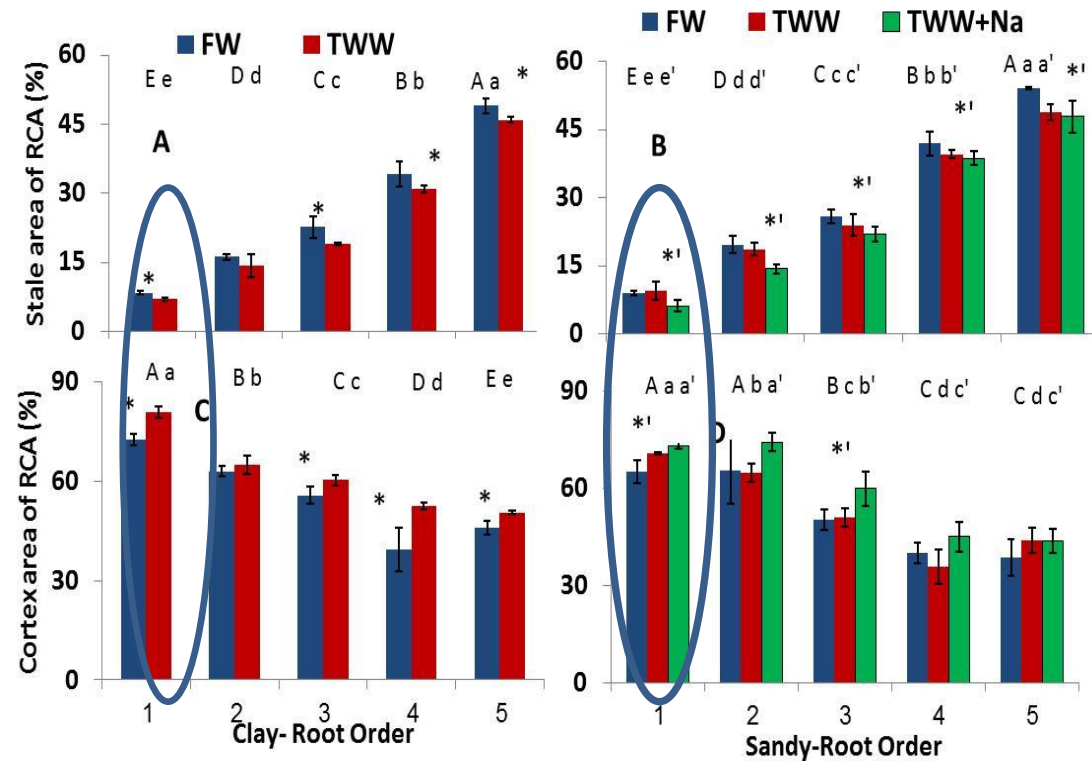 FW TWW
60
45
30
15
0
Stale area of RCA (%)
E e D d C c B b A a *
A
* * *
FW TWW TWW+Na
60
45
30
15
0
E e e' D d d' C c c' B b b' A a a'
B
*' *' *' *' *'
90
60
30
0
Cortex area of RCA (%)
A a B b C c D d E e
C
* * * *
1 2 3 4 5
Clay- Root Order
90
60
30
0
A a a' A b a' B c b' C d c' C d c'
D
*' *'
1 2 3 4 5
Sandy-Root Order